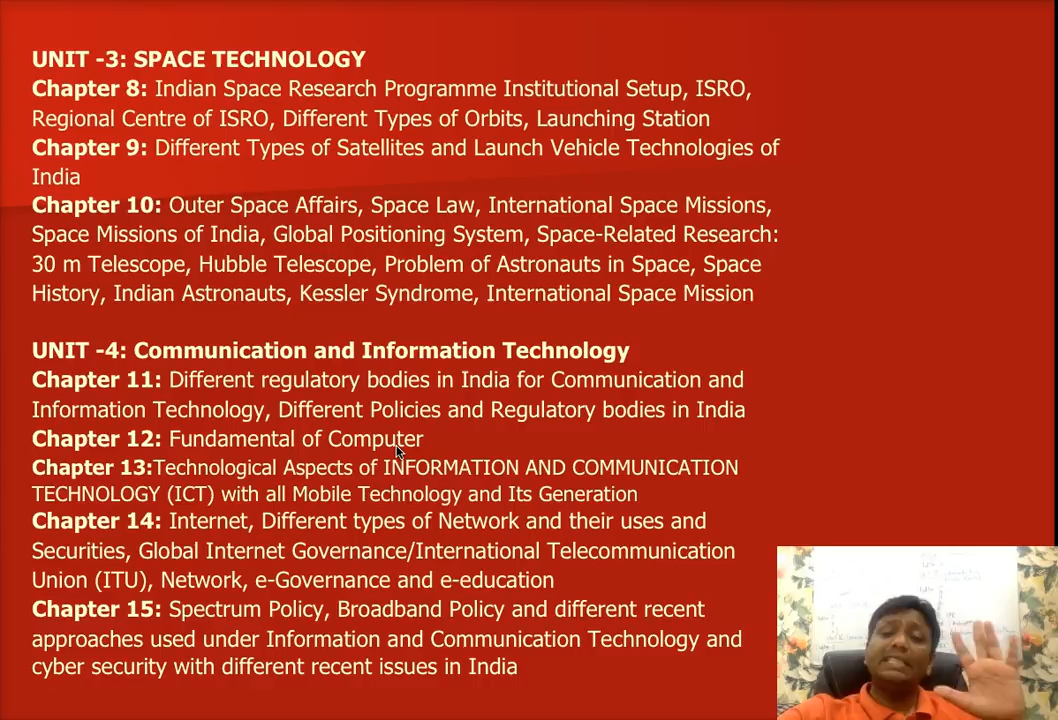 UNIT -3: SPACE TECHNOLOGY
Chapter 8: Indian Space Research Programme Institutional Setup, ISRO,
Regional Centre of ISRO, Different Types of Orbits, Launching Station
Chapter 9: Different Types of Satellites and Launch Vehicle Technologies of
India
Chapter 10: Outer Space Affairs, Space Law, International Space Missions,
Space Missions of India, Global Positioning System, Space-Related Research:
30 m Telescope, Hubble Telescope, Problem of Astronauts in Space, Space
History, Indian Astronauts, Kessler Syndrome, International Space Mission
UNIT -4: Communication and Information Technology
Chapter 11: Different regulatory bodies in India for Communication and
Information Technology, Different Policies and Regulatory bodies in India
Chapter 12: Fundamental of Computer
Chapter 13:Technological Aspects of INFORMATION AND COMMUNICATION
TECHNOLOGY (ICT) with all Mobile Technology and Its Generation
Chapter 14: Internet, Different types of Network and their uses and
Securities, Global Internet Governance/International Telecommunication
Union (ITU), Network, e-Governance and e-education
Chapter 15: Spectrum Policy, Broadband Policy and different recent
approaches used under Information and Communication Technology and
cyber security with different recent issues in India